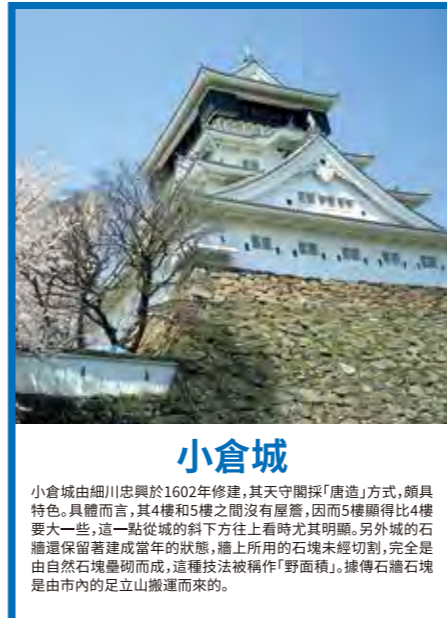 小倉城
小倉城由細川忠興於1602年修建,其天守閣採「唐造」方式,頗具
特色。具體而言,其4樓和5樓之間沒有屋簷,因而5樓顯得比4樓
要大一些,這一點從城的斜下方往上看時尤其明顯。另外城的石
牆還保留著建成當年的狀態,牆上所用的石塊未經切割,完全是
由自然石塊壘砌而成,這種技法被稱作「野面積」。據傳石牆石塊
是由市內的足立山搬運而來的。